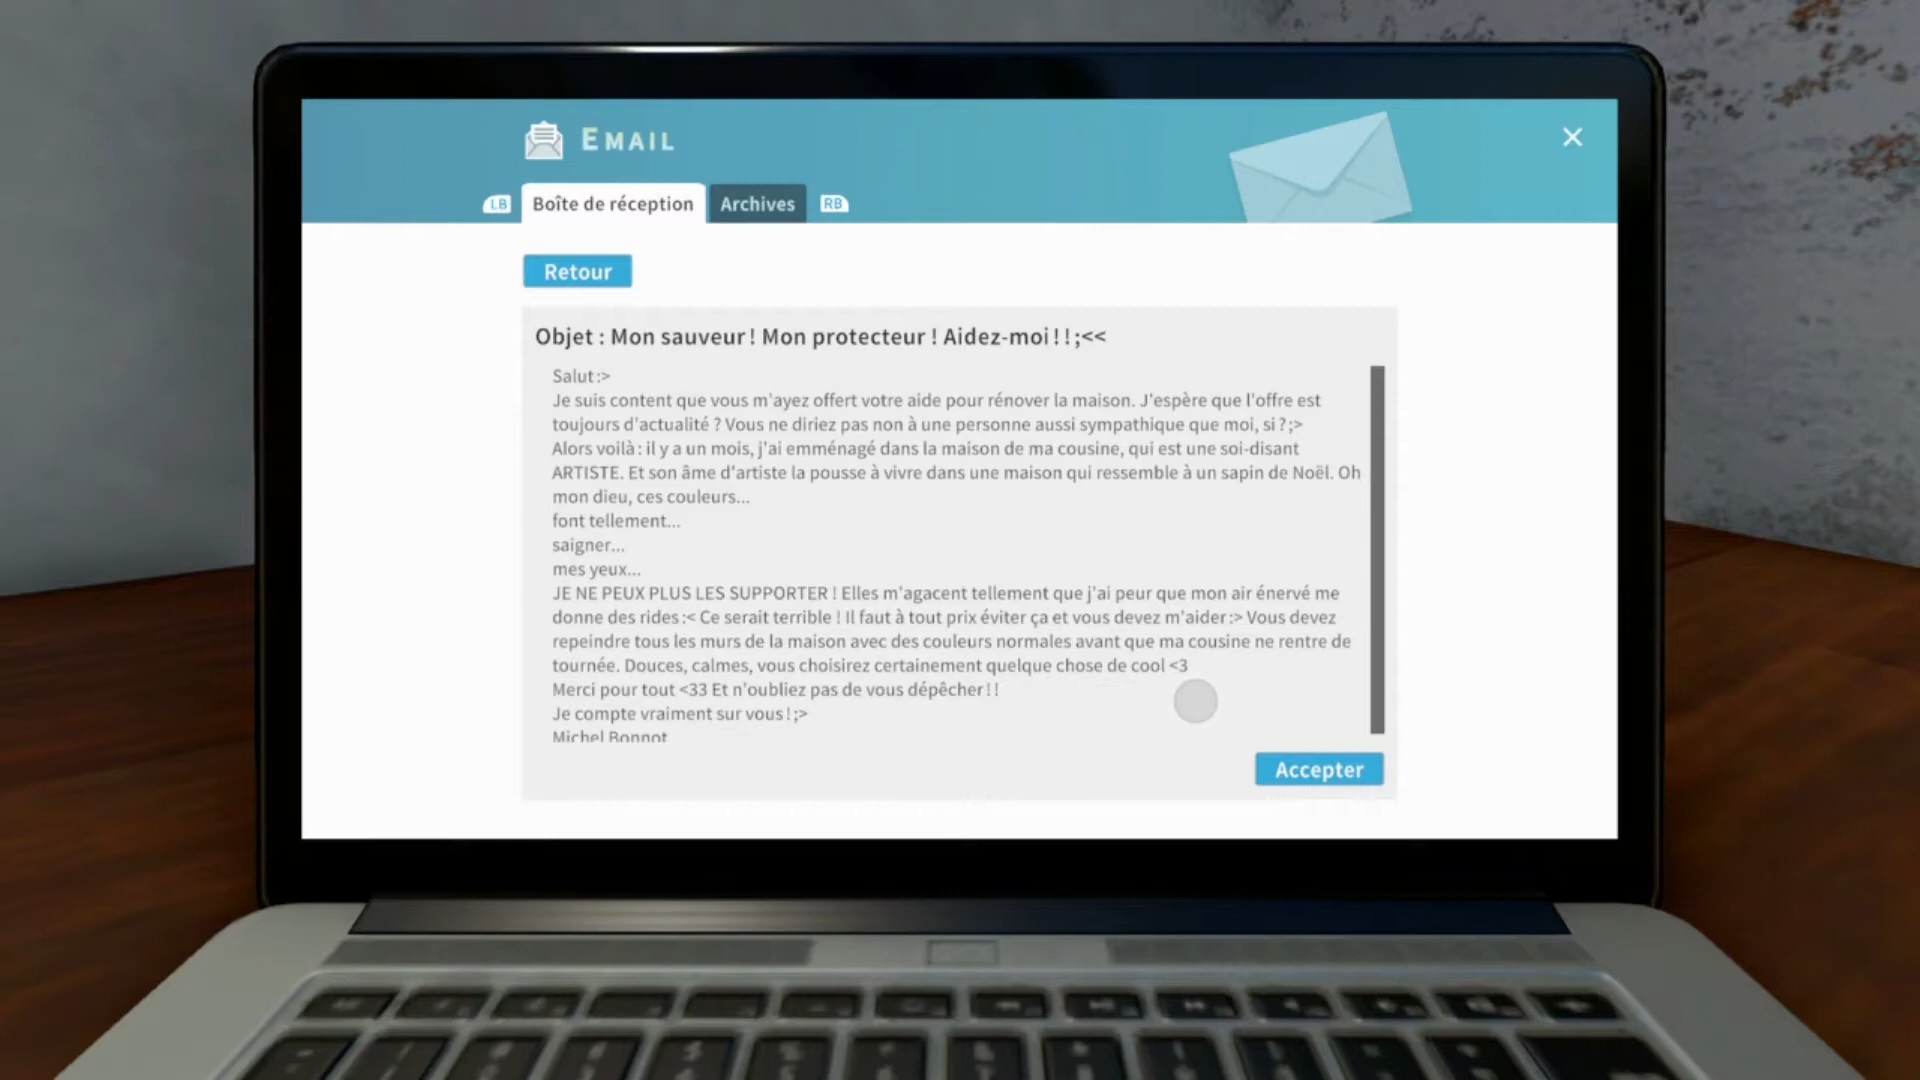 EMAIL
LB
Boîte de réception
Archives
RB
Retour
Objet : Mon sauveur ! Mon protecteur ! Aidez-moi ! ! ;<<
Salut :>
Je suis content que vous m'ayez offert votre aide pour rénover la maison. J'espère que l'offre est
toujours d'actualité ? Vous ne diriez pas non à une personne aussi sympathique que moi, si ? ;>
Alors voilà : il y a un mois, j'ai emménagé dans la maison de ma cousine, qui est une soi-disant
ARTISTE. Et son âme d'artiste la pousse à vivre dans une maison qui ressemble à un sapin de Noël. Oh
mon dieu, ces couleurs...
font tellement...
saigner...
mes yeux...
JE NE PEUX PLUS LES SUPPORTER ! Elles m'agacent tellement que j'ai peur que mon air énervé me
donne des rides :< Ce serait terrible ! Il faut à tout prix éviter ça et vous devez m'aider :> Vous devez
repeindre tous les murs de la maison avec des couleurs normales avant que ma cousine ne rentre de
tournée. Douces, calmes, vous choisirez certainement quelque chose de cool <3
Merci pour tout <33 Et n'oubliez pas de vous dépêcher ! !
Je compte vraiment sur vous ! ;>
Michel Bonnot
Accepter